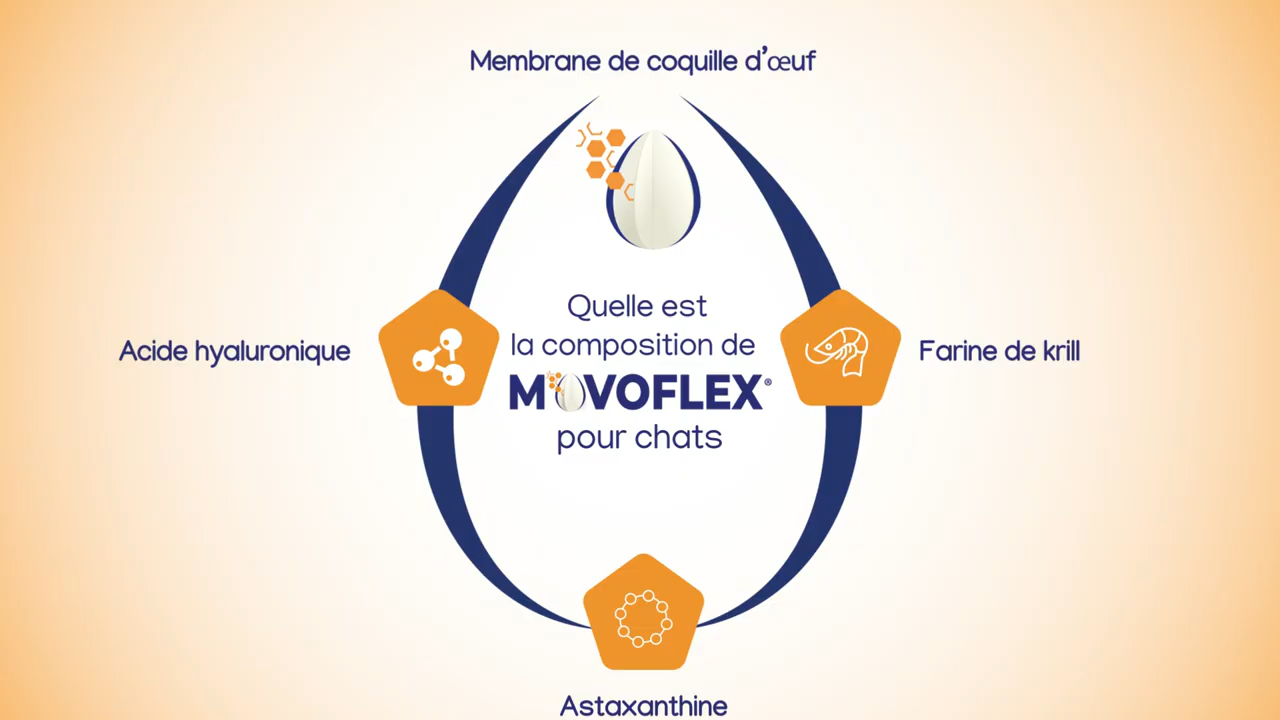 Membrane de coquille d’œuf
Quelle est
la composition de
MOVOFLEX®
pour chats
Acide hyaluronique
Farine de krill
Astaxanthine